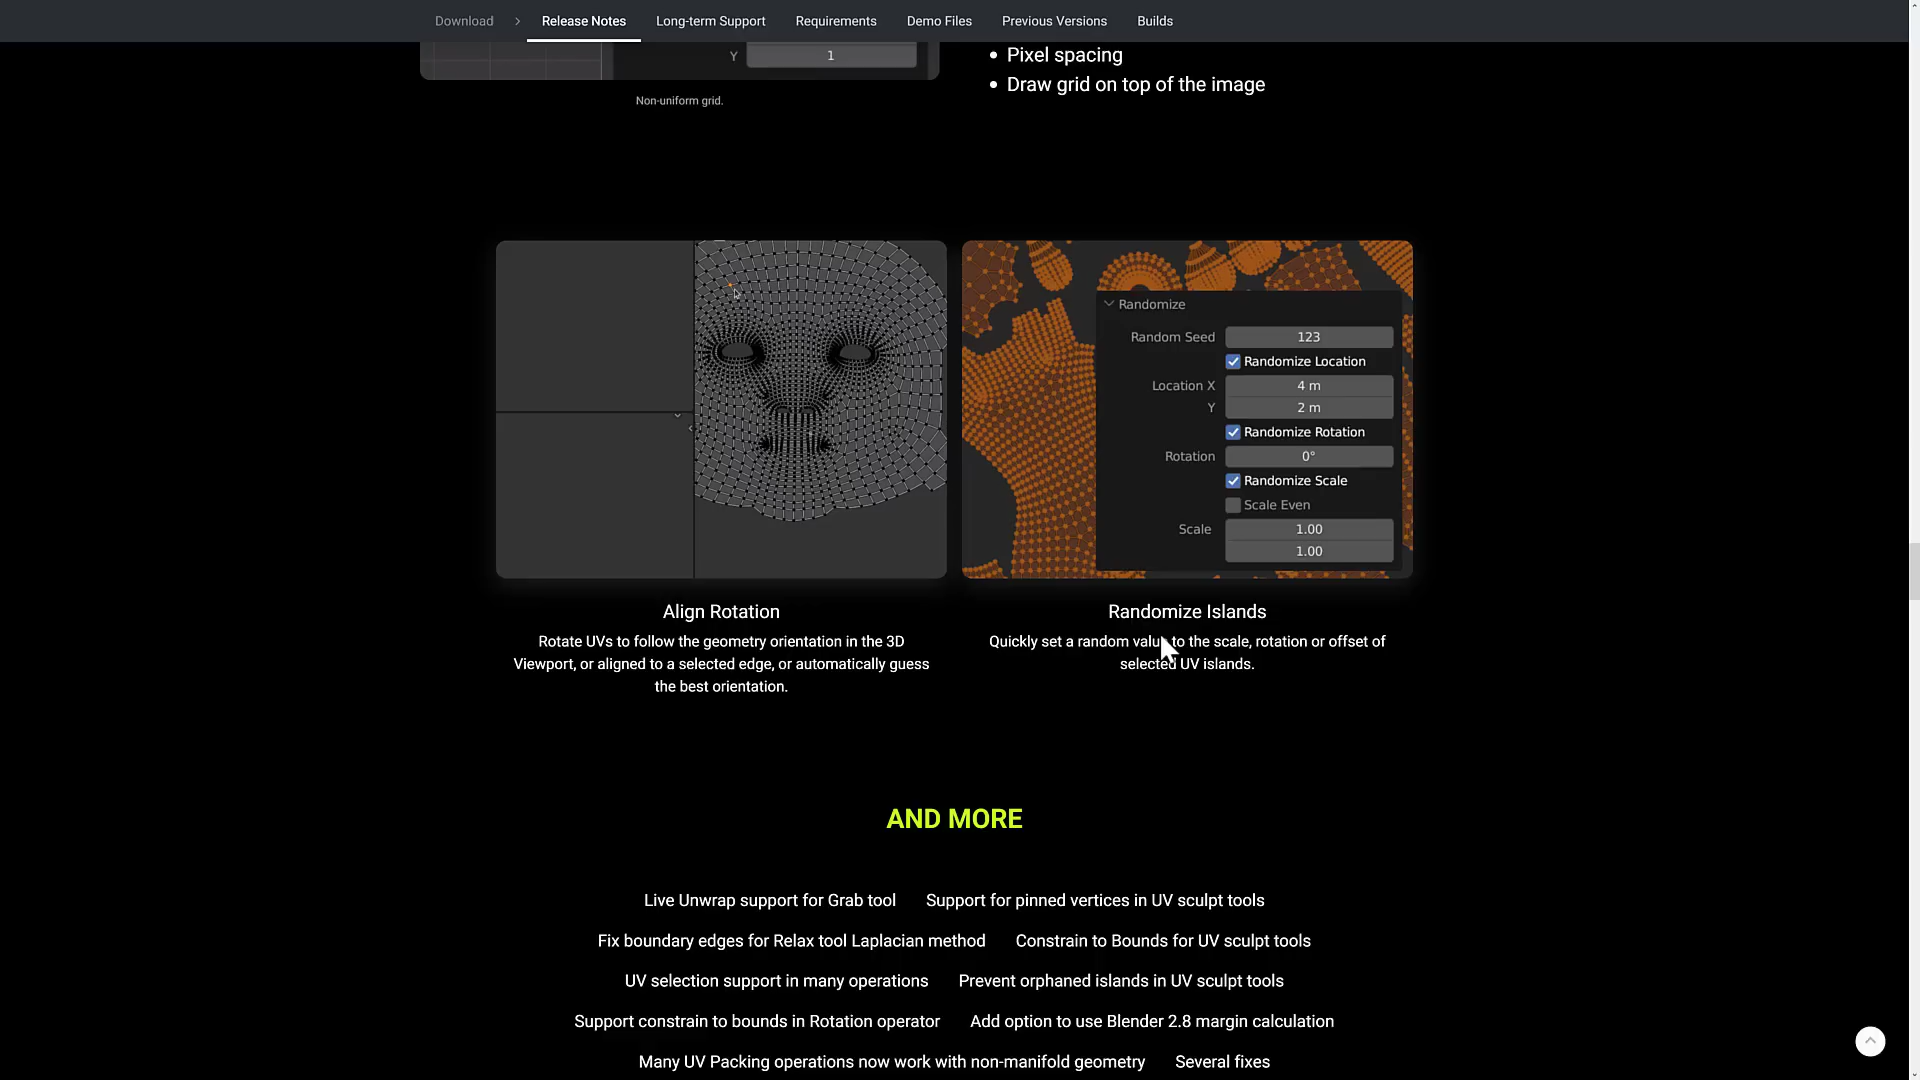 Download > Release Notes Long-term Support Requirements Demo Files Previous Versions Builds
Y 1
Non-uniform grid.
• Pixel spacing
• Draw grid on top of the image
Randomize
Random Seed 123
Randomize Location
Location X 4 m
Y 2 m
Randomize Rotation
Rotation 0°
Randomize Scale
Scale Even
Scale 1.00
1.00
Align Rotation
Rotate UVs to follow the geometry orientation in the 3D
Viewport, or aligned to a selected edge, or automatically guess
the best orientation.
Randomize Islands
Quickly set a random value to the scale, rotation or offset of
selected UV islands.
AND MORE
Live Unwrap support for Grab tool Support for pinned vertices in UV sculpt tools
Fix boundary edges for Relax tool Laplacian method Constrain to Bounds for UV sculpt tools
UV selection support in many operations Prevent orphaned islands in UV sculpt tools
Support constrain to bounds in Rotation operator Add option to use Blender 2.8 margin calculation
Many UV Packing operations now work with non-manifold geometry Several fixes